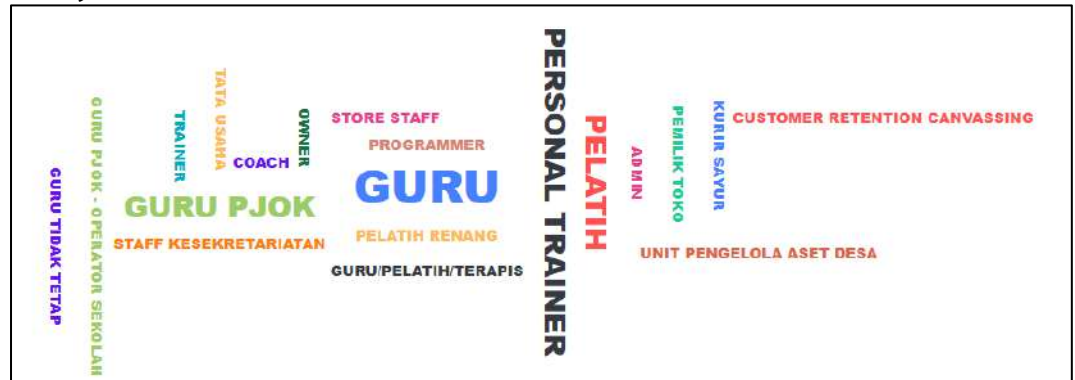 GURU TIDAK TETAP
GURU PJOK - OPERATOR SEKOLAH
TRAINER
TATA USAHA
COACH
OWNER
GURU PJOK
STAFF KESEKRETARIATAN
STORE STAFF
PROGRAMMER
GURU
PELATIH RENANG
GURU/PELATIH/TERAPIS
PERSONAL TRAINER
PELATIH
ADMIN
PEMILIK TOKO
KURIR SAYUR
CUSTOMER RETENTION CANVASSING
UNIT PENGELOLA ASET DESA